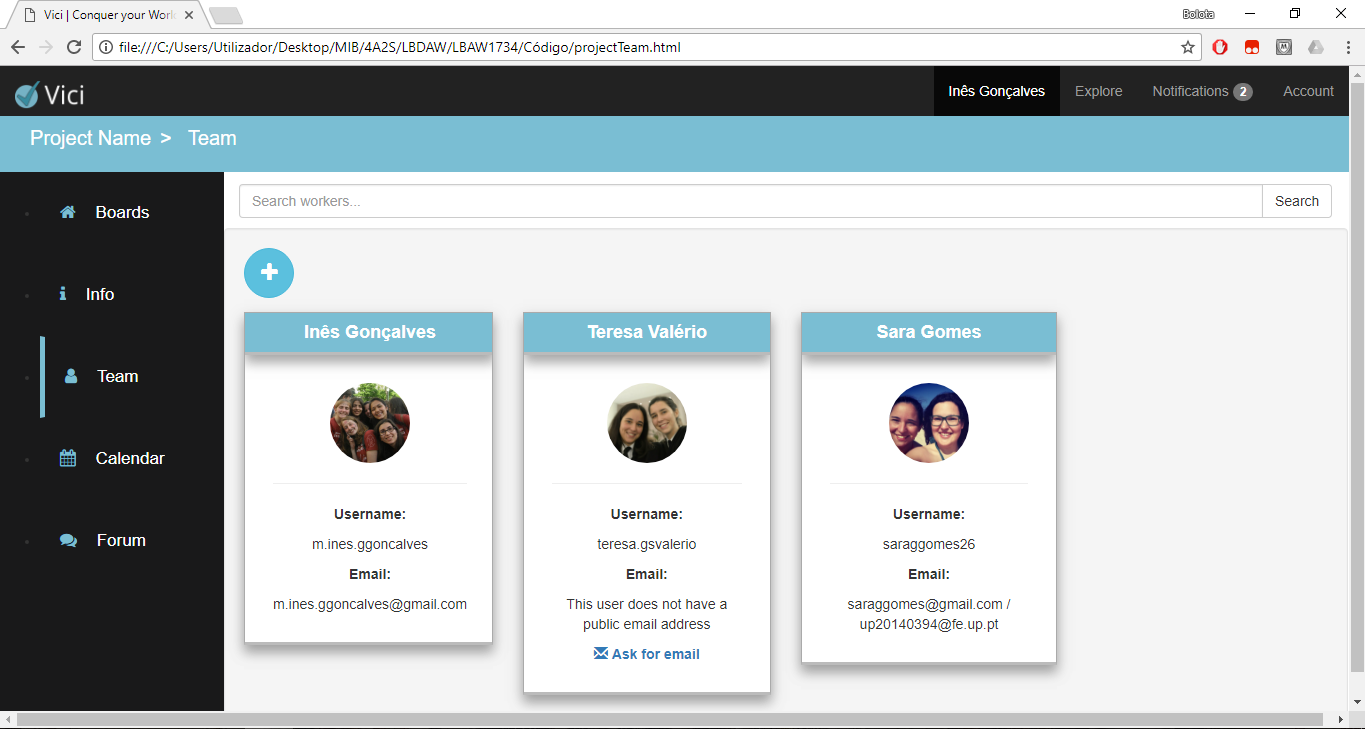 Vici | Conquer your Work
Bolota
file:///C:/Users/Utilizador/Desktop/MIB/4A2S/LBDAW/LBAW1734/Código/projectTeam.html
Vici
Inês Gonçalves
Explore
Notifications 2
Account
Project Name > Team
Boards
Info
Team
Calendar
Forum
Search workers...
Search
Inês Gonçalves
Username:
m.ines.ggoncalves
Email:
m.ines.ggoncalves@gmail.com
Teresa Valério
Username:
teresa.gsvalerio
Email:
This user does not have a
public email address
Ask for email
Sara Gomes
Username:
saraggomes26
Email:
saraggomes@gmail.com /
up20140394@fe.up.pt